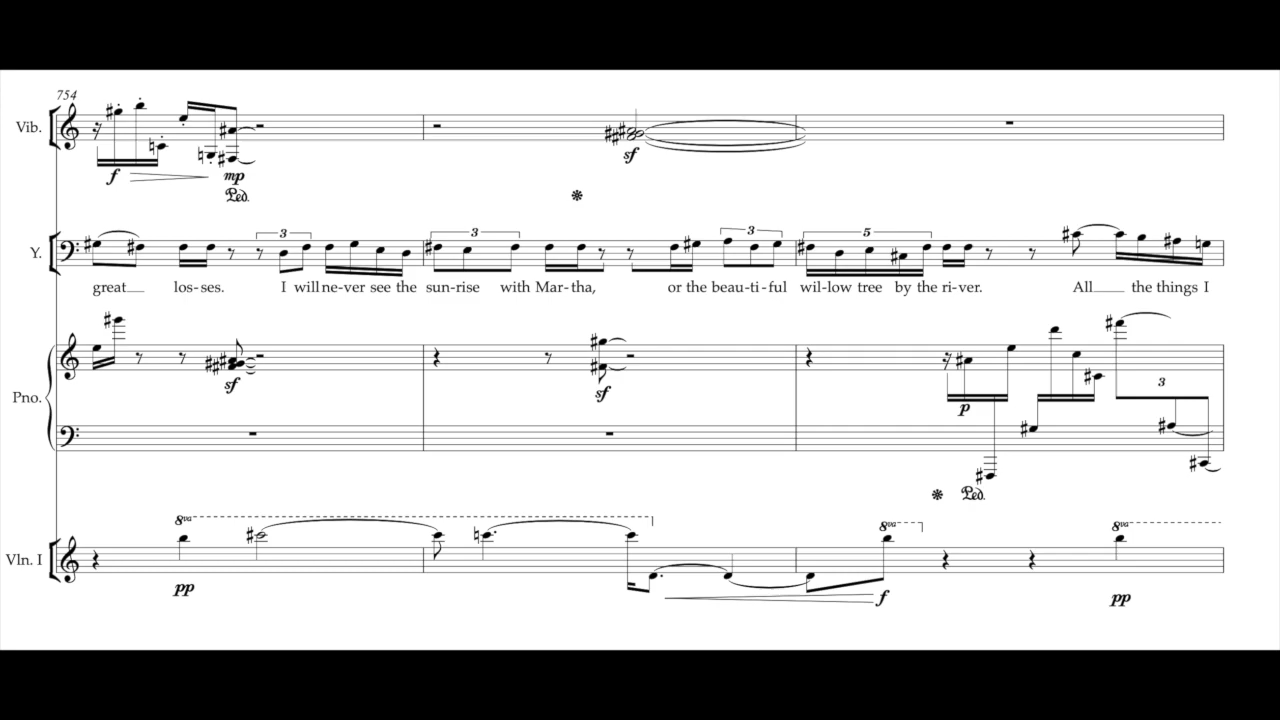 754
Vib.
f mp
sf
Ped. *
Y.
3 3 3 5
great los-ses. I will ne-ver see the sun-rise with Mar-tha, or the beau-ti-ful wil-low tree by the ri-ver. All the things I
Pno.
sf sf p
3
* Ped.
8va 8va 8va
Vln. I
pp f pp